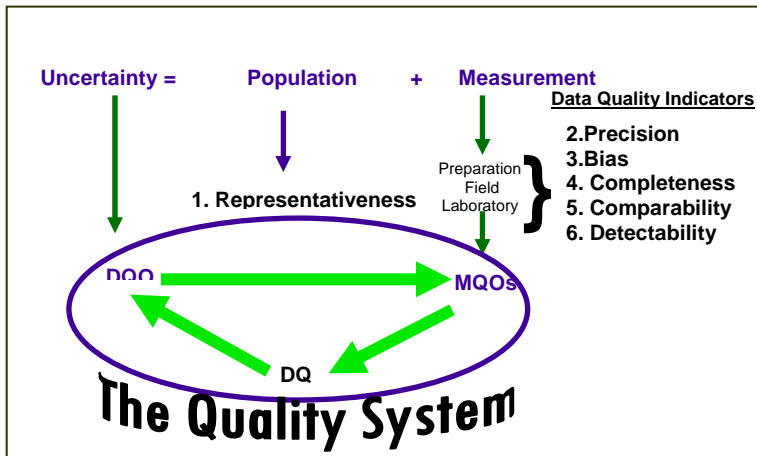 Uncertainty = Population + Measurement
Data Quality Indicators
2.Precision
3.Bias
4. Completeness
5. Comparability
6. Detectability
Preparation
Field
Laboratory
1. Representativeness
MQOs
DQ
The Quality System